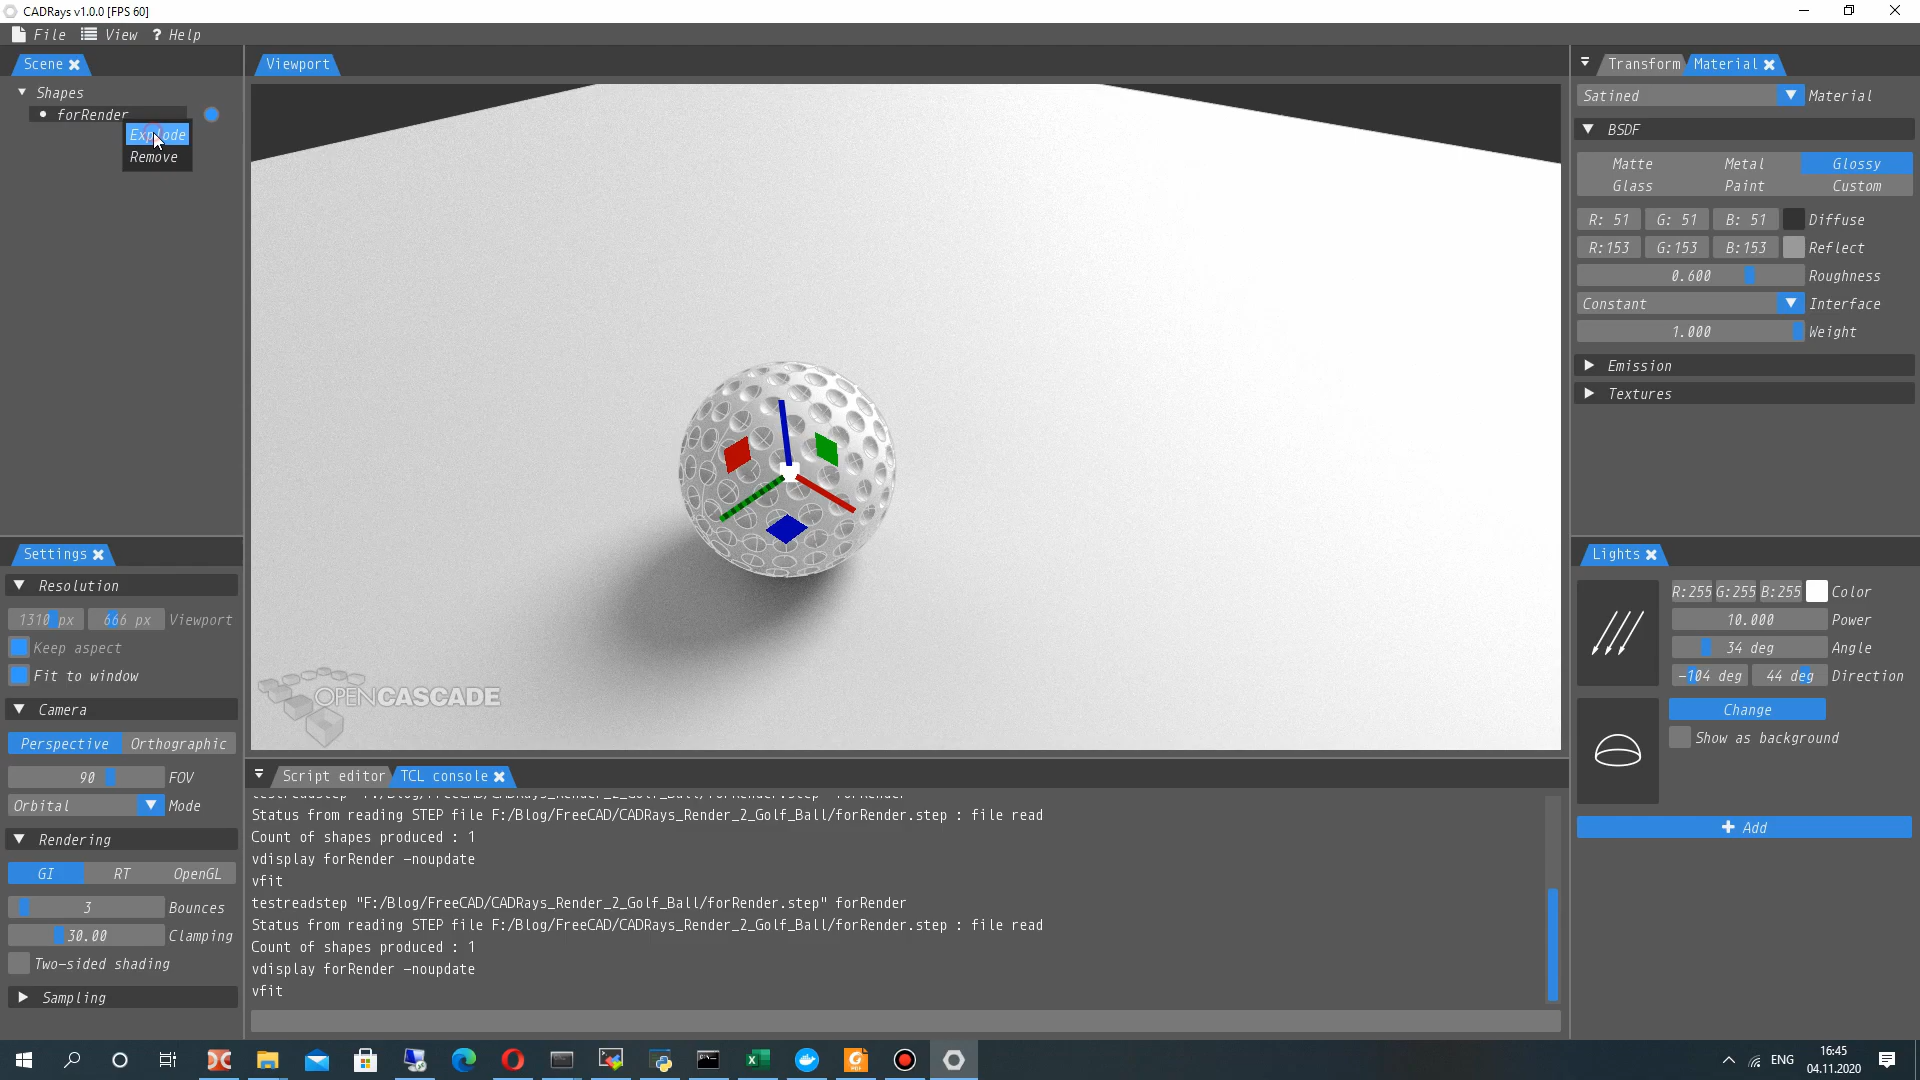 CADRays v1.0.0 [FPS 60]
File View ? Help
Scene
Viewport
Transform Material
Shapes
forRender
Explode
Remove
Satined Material
BSDF
Matte Metal Glossy
Glass Paint Custom
R: 51 G: 51 B: 51 Diffuse
R:153 G:153 B:153 Reflect
0.600 Roughness
Constant Interface
1.000 Weight
Emission
Textures
Settings
Resolution
1310 px 666 px Viewport
Keep aspect
Fit to window
Camera
Perspective Orthographic
90 FOV
Orbital Mode
Rendering
GI RT OpenGL
3 Bounces
30.00 Clamping
Two-sided shading
Sampling
OPENCASCADE
Script editor TCL console
testreadstep "F:/Blog/FreeCAD/CADRays_Render_2_Golf_Ball/forRender.step" forRender
Status from reading STEP file F:/Blog/FreeCAD/CADRays_Render_2_Golf_Ball/forRender.step : file read
Count of shapes produced : 1
vdisplay forRender -noupdate
vfit
testreadstep "F:/Blog/FreeCAD/CADRays_Render_2_Golf_Ball/forRender.step" forRender
Status from reading STEP file F:/Blog/FreeCAD/CADRays_Render_2_Golf_Ball/forRender.step : file read
Count of shapes produced : 1
vdisplay forRender -noupdate
vfit
Lights
R:255 G:255 B:255 Color
10.000 Power
34 deg Angle
-104 deg 44 deg Direction
Change
Show as background
+ Add
ENG
16:45
04.11.2020